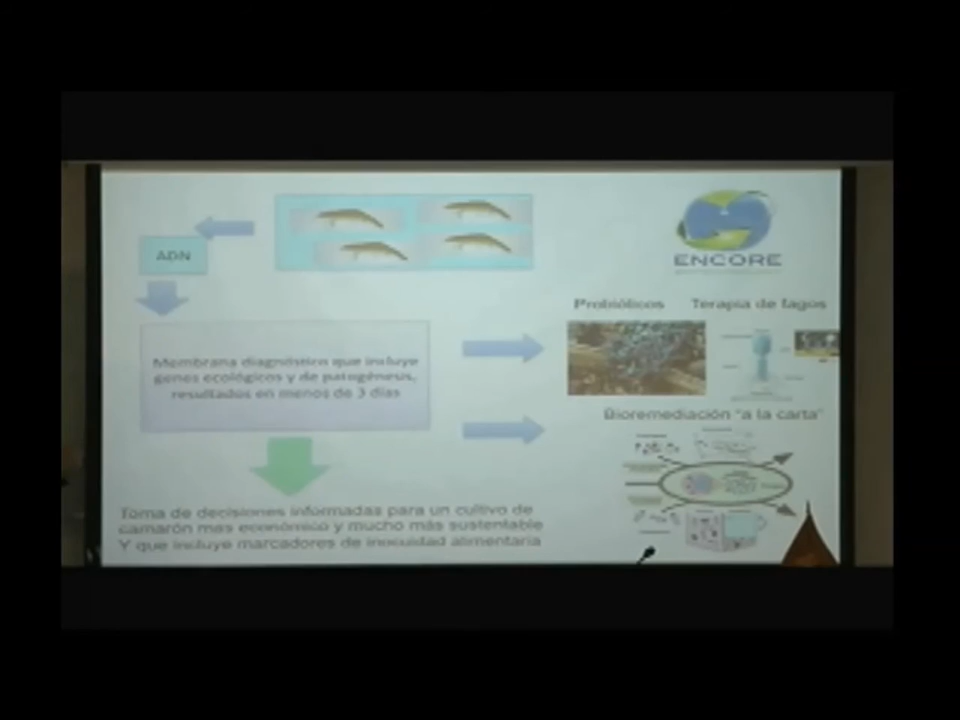 ADN
ENCORE
Probióticos
Terapia de fagos
Membrana diagnóstico que incluye
genes ecológicos y de patogénesis,
resultados en menos de 3 días
Bioremediación "a la carta"
Toma de decisiones informadas para un cultivo de
camarón mas económico y mucho más sustentable
Y que incluye marcadores de inocuidad alimentaria